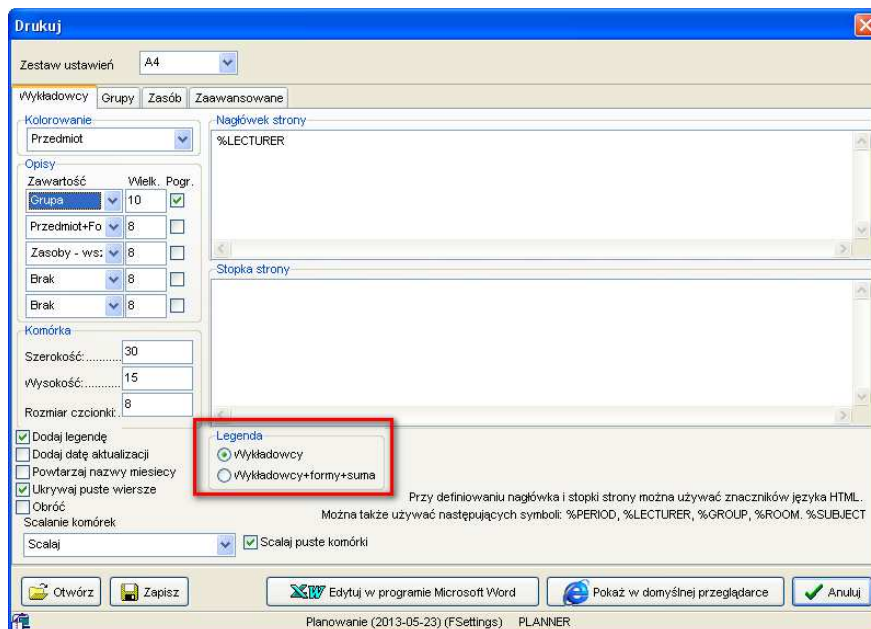 Drukuj
Zestaw ustawień A4
Wykładowcy Grupy Zasób Zaawansowane
Kolorowanie
Przedmiot
Opisy
Zawartość Wielk. Pogr.
Grupa 10
Przedmiot+Fo 8
Zasoby - ws: 8
Brak 8
Brak 8
Komórka
Szerokość:........... 30
Wysokość:........... 15
Rozmiar czcionki:. 8
Dodaj legendę
Dodaj datę aktualizacji
Powtarzaj nazwy miesiecy
Ukrywaj puste wiersze
Obróć
Scalanie komórek
Scalaj
Scalaj puste komórki
Nagłówek strony
%LECTURER
Stopka strony
Legenda
Wykładowcy
Wykładowcy+formy+suma
Przy definiowaniu nagłówka i stopki strony można używać znaczników języka HTML.
Można także używać następujących symboli: %PERIOD, %LECTURER, %GROUP, %ROOM. %SUBJECT
Otwórz Zapisz Edytuj w programie Microsoft Word Pokaż w domyślnej przeglądarce Anuluj
Planowanie (2013-05-23) (FSettings) PLANNER